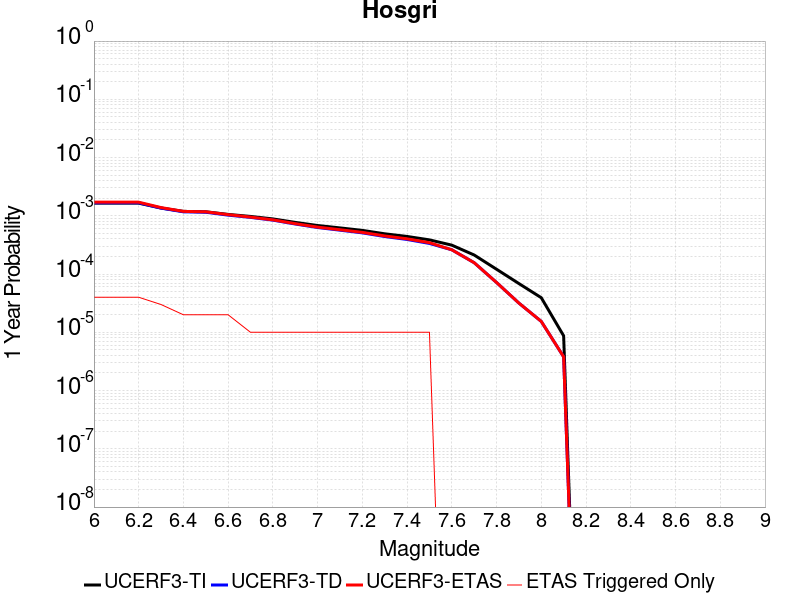 Hosgri
10^0
10^-1
10^-2
10^-3
10^-4
10^-5
10^-6
10^-7
10^-8
1 Year Probability
6 6.2 6.4 6.6 6.8 7 7.2 7.4 7.6 7.8 8 8.2 8.4 8.6 8.8 9
Magnitude
UCERF3-TI UCERF3-TD UCERF3-ETAS ETAS Triggered Only